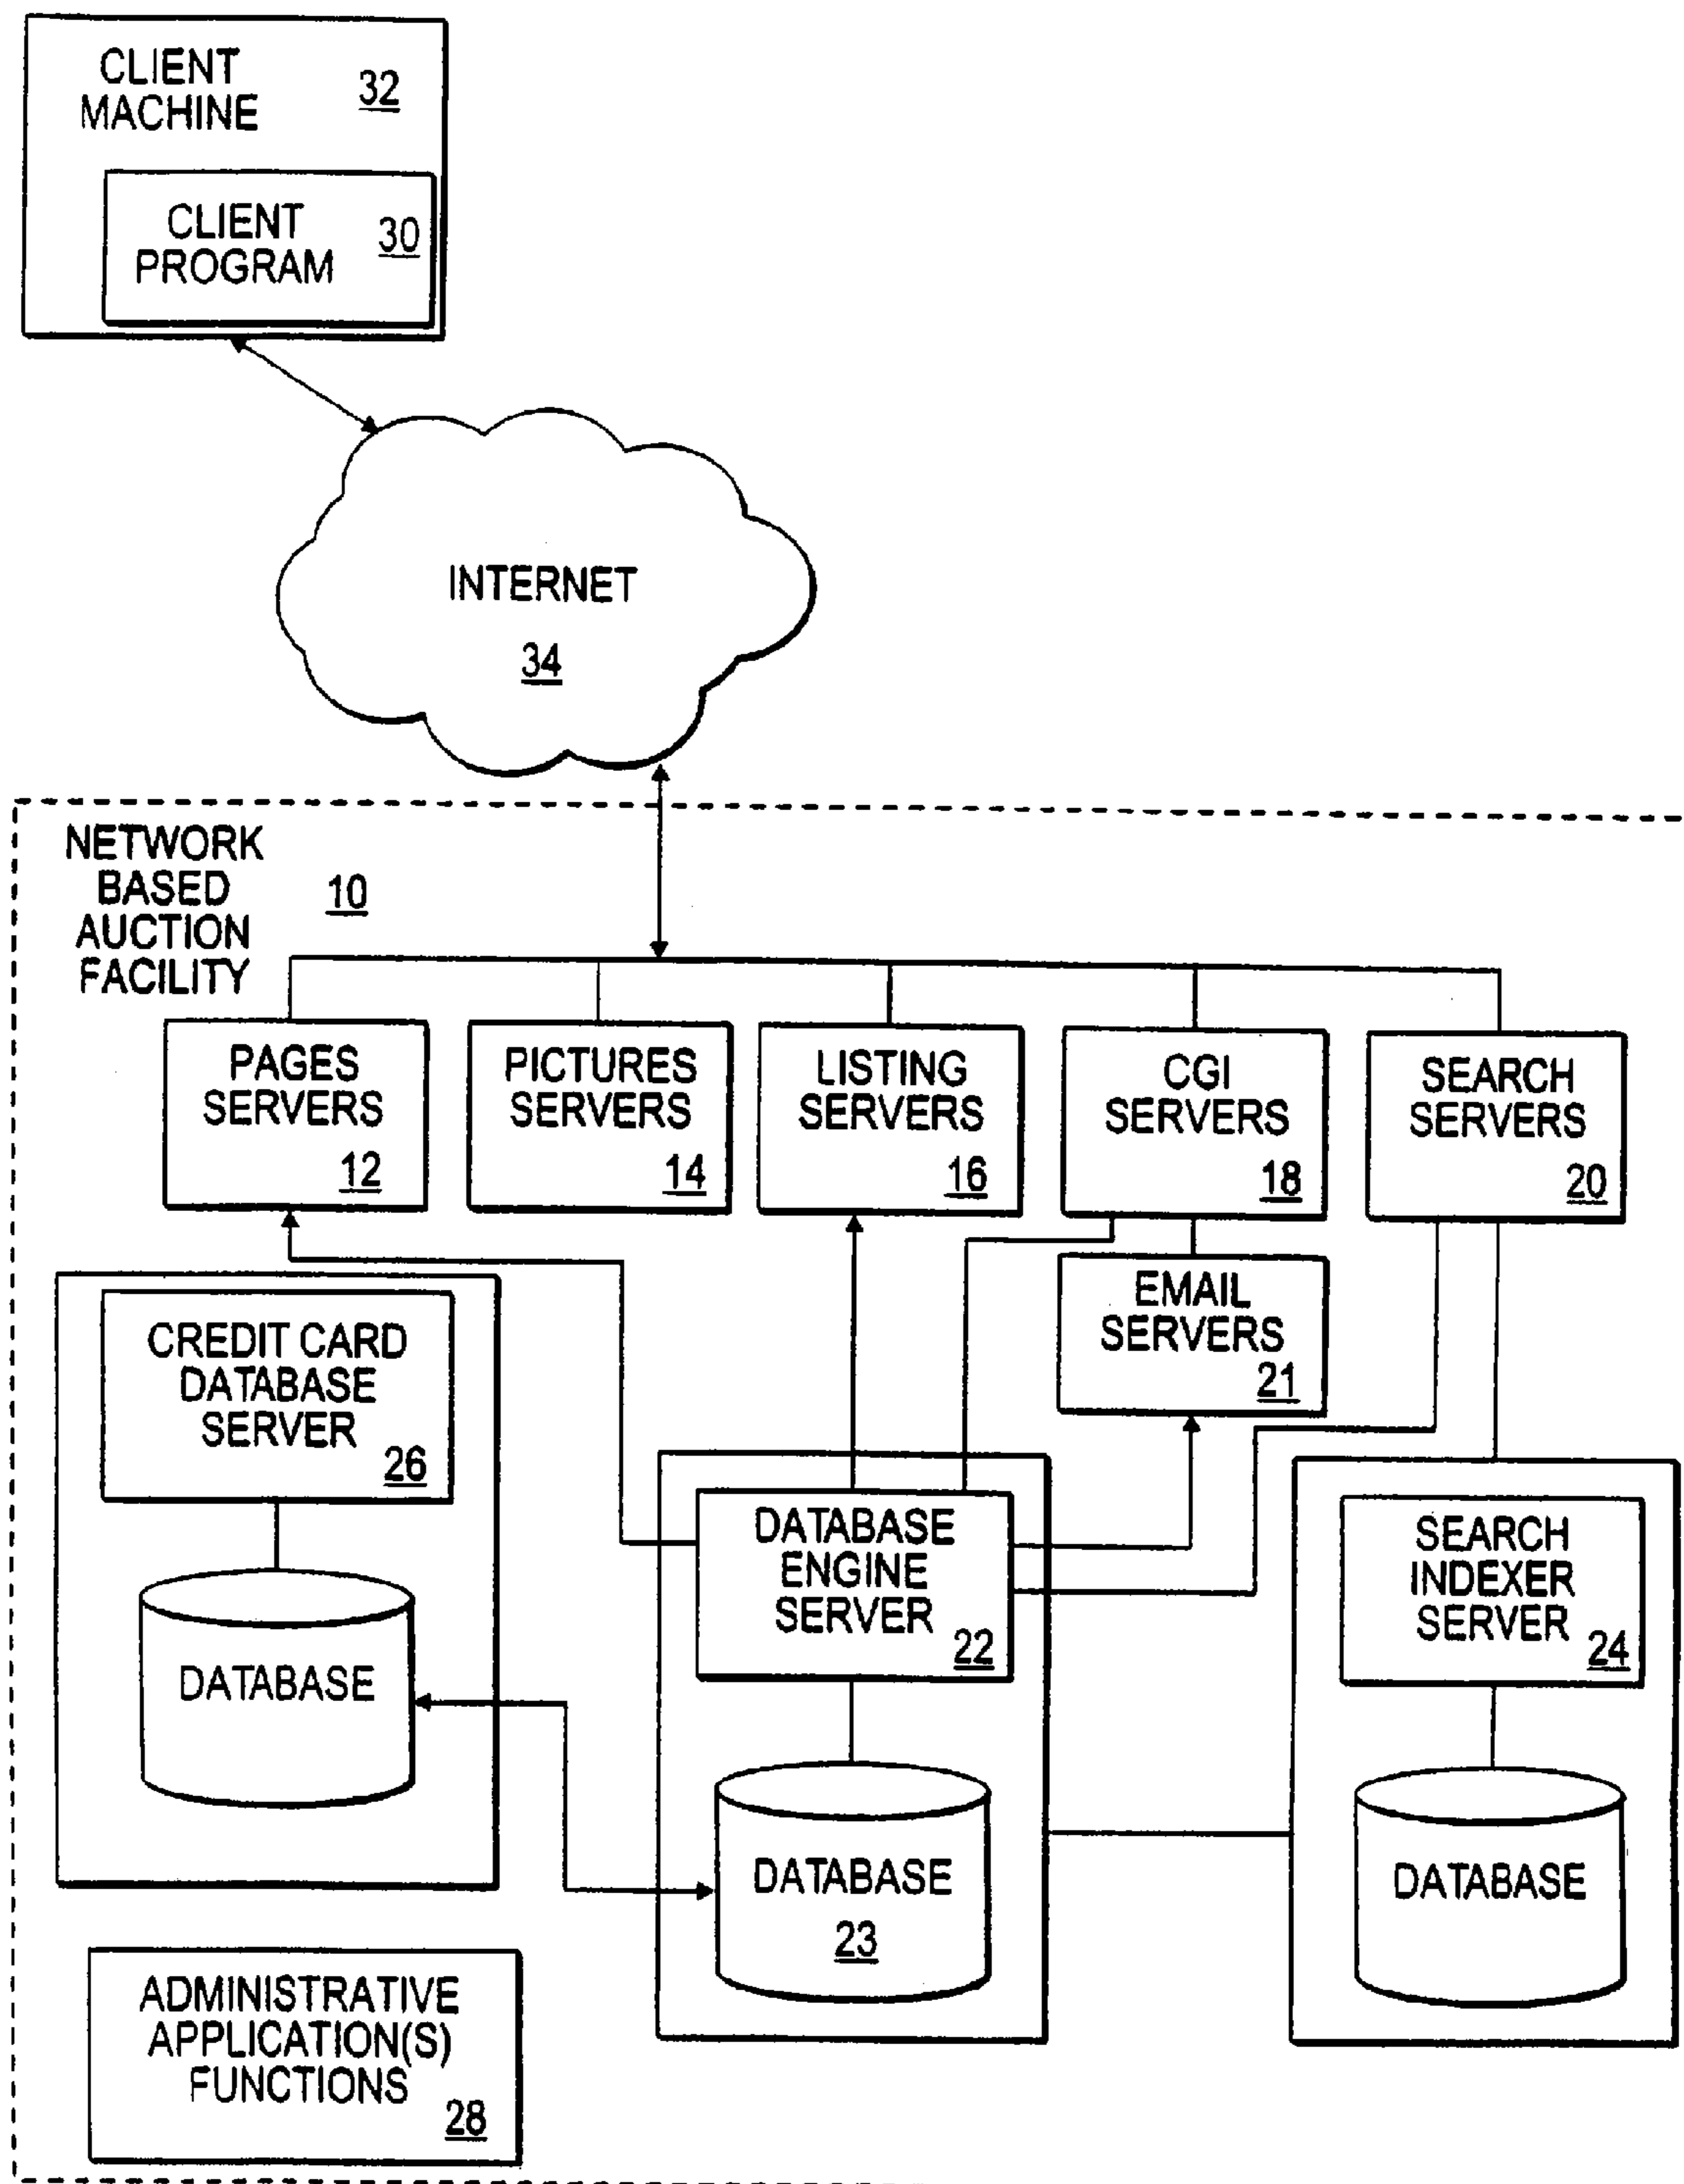 CLIENT
MACHINE
32
CLIENT
PROGRAM
30
INTERNET
34
NETWORK
BASED
AUCTION
FACILITY
10
PAGES
SERVERS
12
PICTURES
SERVERS
14
LISTING
SERVERS
16
CGI
SERVERS
18
SEARCH
SERVERS
20
EMAIL
SERVERS
21
CREDIT CARD
DATABASE
SERVER
26
DATABASE
DATABASE
ENGINE
SERVER
22
DATABASE
23
SEARCH
INDEXER
SERVER
24
DATABASE
ADMINISTRATIVE
APPLICATION(S)
FUNCTIONS
28